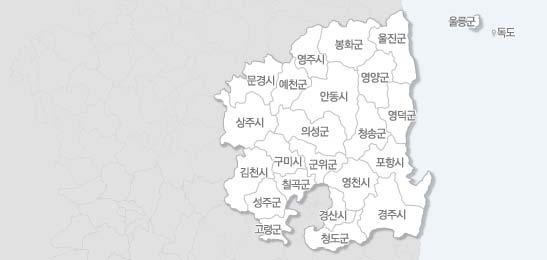 울릉군
독도
울진군
봉화군
영주시
문경시
예천군
영양군
안동시
영덕군
상주시
의성군
청송군
구미시
군위군
포항시
김천시
칠곡군
영천시
성주군
경산시
경주시
고령군
청도군